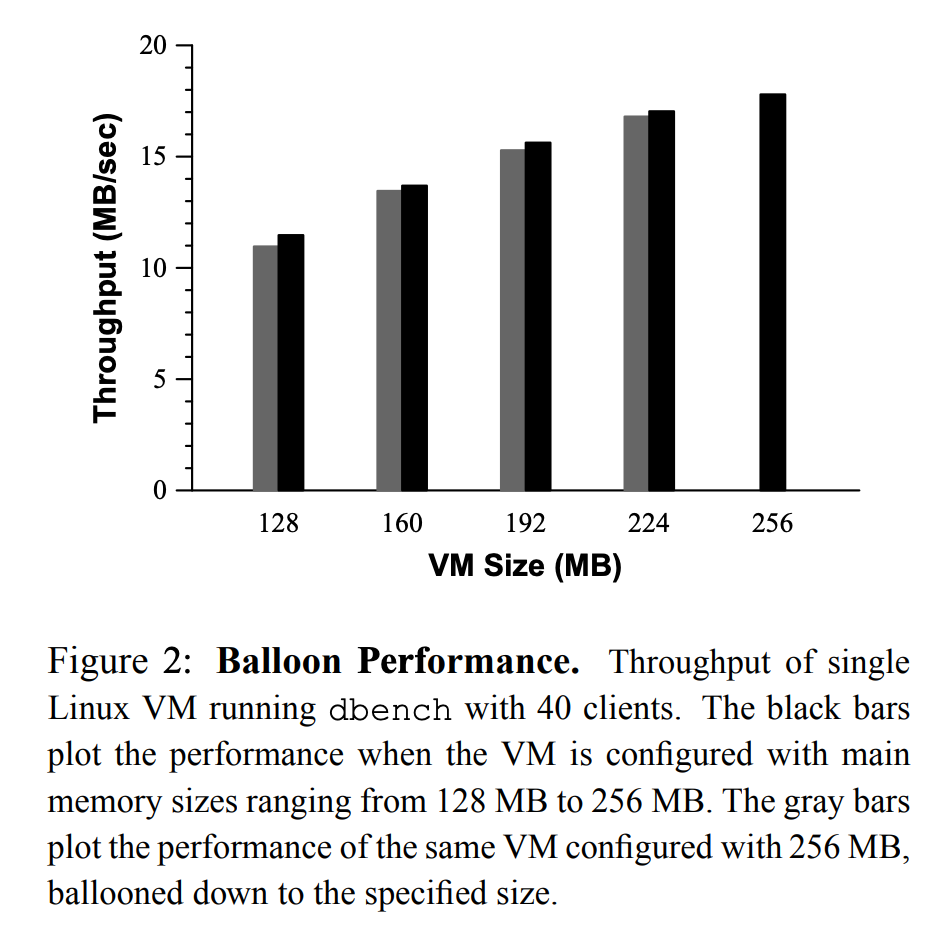 20
15
10
5
0
Throughput (MB/sec)
128 160 192 224 256
VM Size (MB)
Figure 2: Balloon Performance. Throughput of single
Linux VM running dbench with 40 clients. The black bars
plot the performance when the VM is configured with main
memory sizes ranging from 128 MB to 256 MB. The gray bars
plot the performance of the same VM configured with 256 MB,
ballooned down to the specified size.